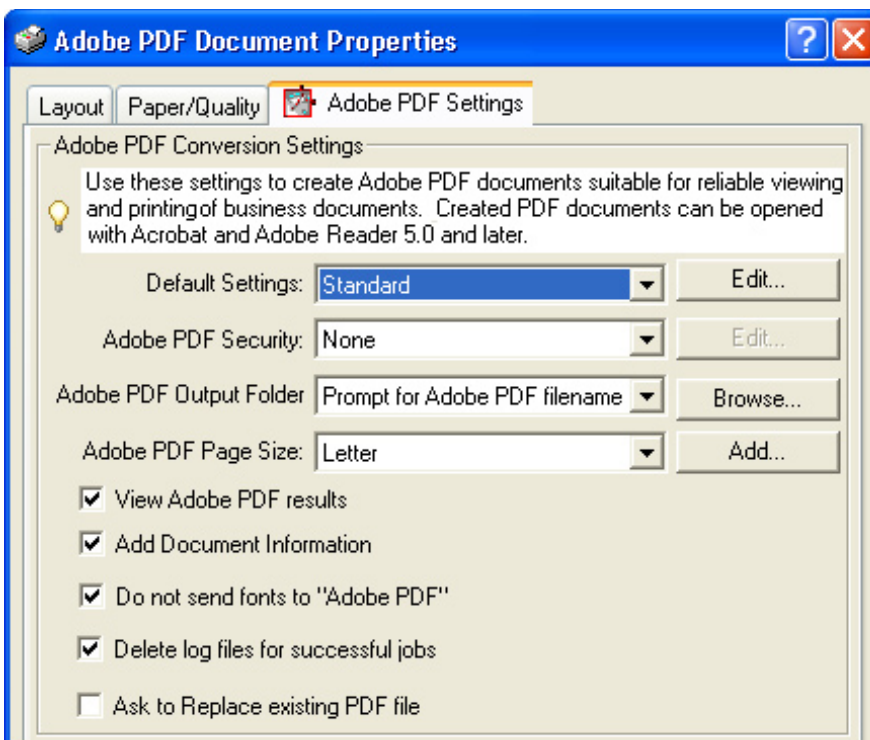 Adobe PDF Document Properties
Layout Paper/Quality Adobe PDF Settings
Adobe PDF Conversion Settings
Use these settings to create Adobe PDF documents suitable for reliable viewing
and printingof business documents. Created PDF documents can be opened
with Acrobat and Adobe Reader 5.0 and later.
Default Settings: Standard Edit...
Adobe PDF Security: None Edit...
Adobe PDF Output Folder Prompt for Adobe PDF filename Browse...
Adobe PDF Page Size: Letter Add...
View Adobe PDF results
Add Document Information
Do not send fonts to "Adobe PDF"
Delete log files for successful jobs
Ask to Replace existing PDF file